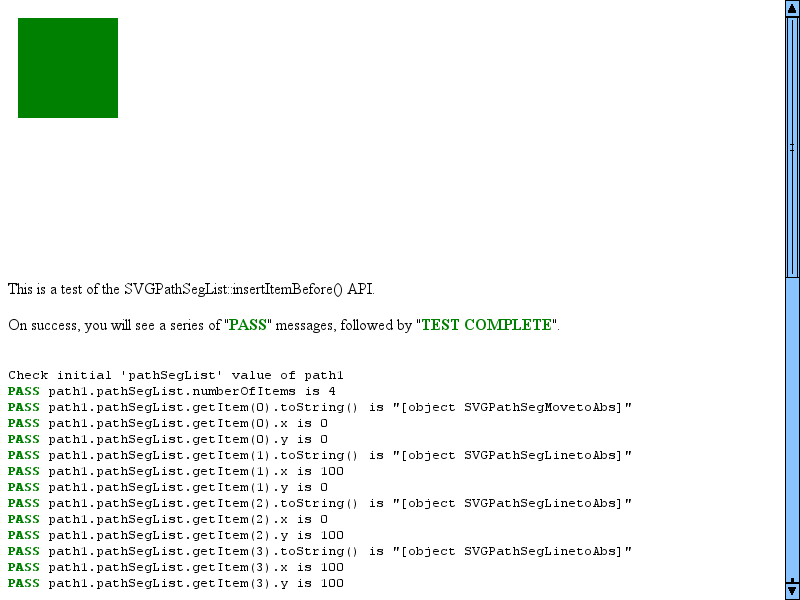 This is a test of the SVGPathSegList::insertItemBefore() API.
On success, you will see a series of "PASS" messages, followed by "TEST COMPLETE".
Check initial 'pathSegList' value of path1
PASS path1.pathSegList.numberOfItems is 4
PASS path1.pathSegList.getItem(0).toString() is "[object SVGPathSegMovetoAbs]"
PASS path1.pathSegList.getItem(0).x is 0
PASS path1.pathSegList.getItem(0).y is 0
PASS path1.pathSegList.getItem(1).toString() is "[object SVGPathSegLinetoAbs]"
PASS path1.pathSegList.getItem(1).x is 100
PASS path1.pathSegList.getItem(1).y is 0
PASS path1.pathSegList.getItem(2).toString() is "[object SVGPathSegLinetoAbs]"
PASS path1.pathSegList.getItem(2).x is 0
PASS path1.pathSegList.getItem(2).y is 100
PASS path1.pathSegList.getItem(3).toString() is "[object SVGPathSegLinetoAbs]"
PASS path1.pathSegList.getItem(3).x is 100
PASS path1.pathSegList.getItem(3).y is 100